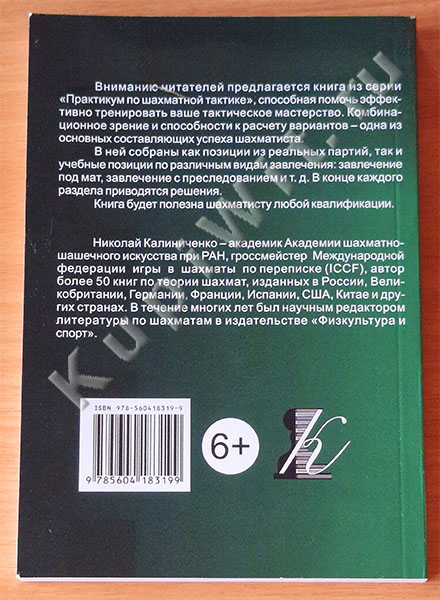 Вниманию читателей предлагается книга из серии
«Практикум по шахматной тактике», способная помочь эффек-
тивно тренировать ваше тактическое мастерство. Комбина-
ционное зрение и способности к расчету вариантов – одна из
основных составляющих успеха шахматиста.
В ней собраны как позиции из реальных партий, так и
учебные позиции по различным видам завлечения: завлечение
под мат, завлечение с преследованием и т. д. В конце каждого
раздела приводятся решения.
Книга будет полезна шахматисту любой квалификации.
Николай Калиниченко – академик Академии шахматно-
шашечного искусства при РАН, гроссмейстер Международной
федерации игры в шахматы по переписке (ICCF), автор
более 50 книг по теории шахмат, изданных в России, Вели-
кобритании, Германии, Франции, Испании, США, Китае и дру-
гих странах. В течение многих лет был научным редактором
литературы по шахматам в издательстве «Физкультура и
спорт».
ISBN 978-560418319-9
9 785604 183199
6+
К